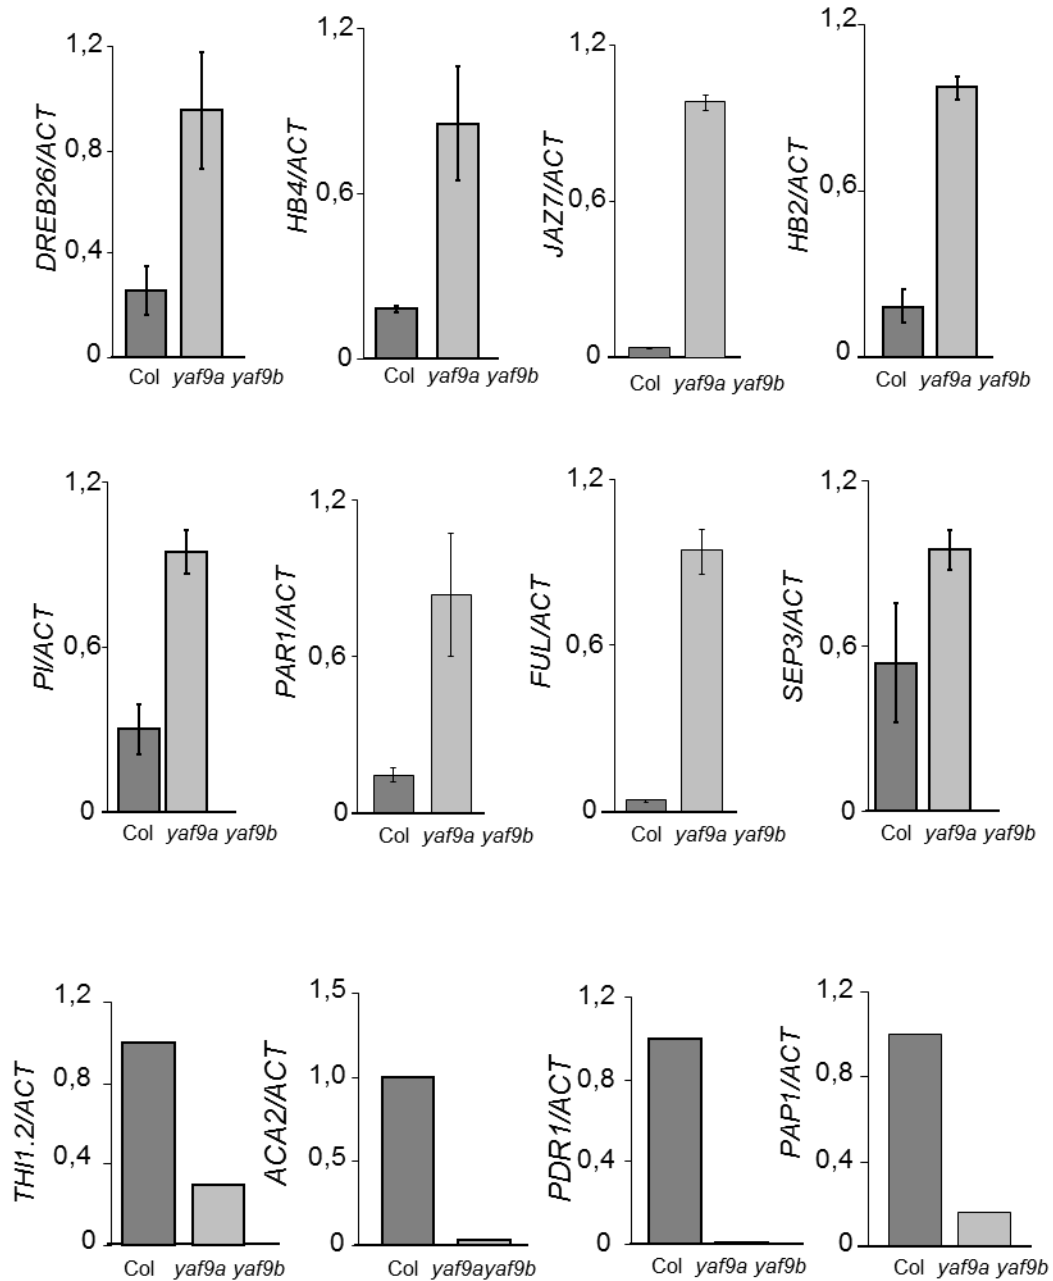 DREB26/ACT
1,2
0,8
0,4
0
Col yaf9a yaf9b
HB4/ACT
1,2
0,6
0
Col yaf9a yaf9b
JAZ7/ACT
1,2
0,6
0
Col yaf9a yaf9b
HB2/ACT
1,2
0,6
0
Col yaf9a yaf9b
PI/ACT
1,2
0,6
0
Col yaf9a yaf9b
PAR1/ACT
1,2
0,6
0
Col yaf9a yaf9b
FUL/ACT
1,2
0,6
0
Col yaf9a yaf9b
SEP3/ACT
1,2
0,6
0
Col yaf9a yaf9b
THI1.2/ACT
1,2
0,8
0,4
0
Col yaf9a yaf9b
ACA2/ACT
1,5
1,0
0,5
0
Col yaf9ayaf9b
PDR1/ACT
1,2
0,8
0,4
0
Col yaf9a yaf9b
PAP1/ACT
1,2
0,8
0,4
0
Col yaf9a yaf9b